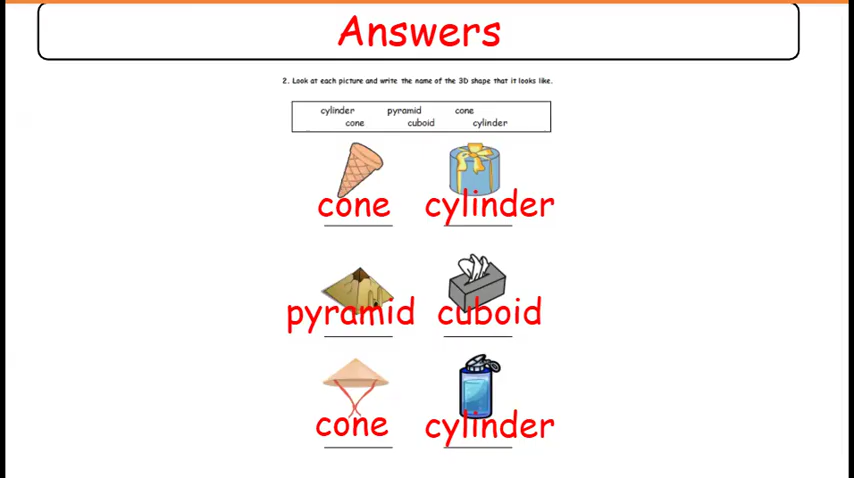 Answers
2. Look at each picture and write the name of the 3D shape that it looks like.
cylinder pyramid cone
cone cuboid cylinder
cone cylinder
pyramid cuboid
cone cylinder